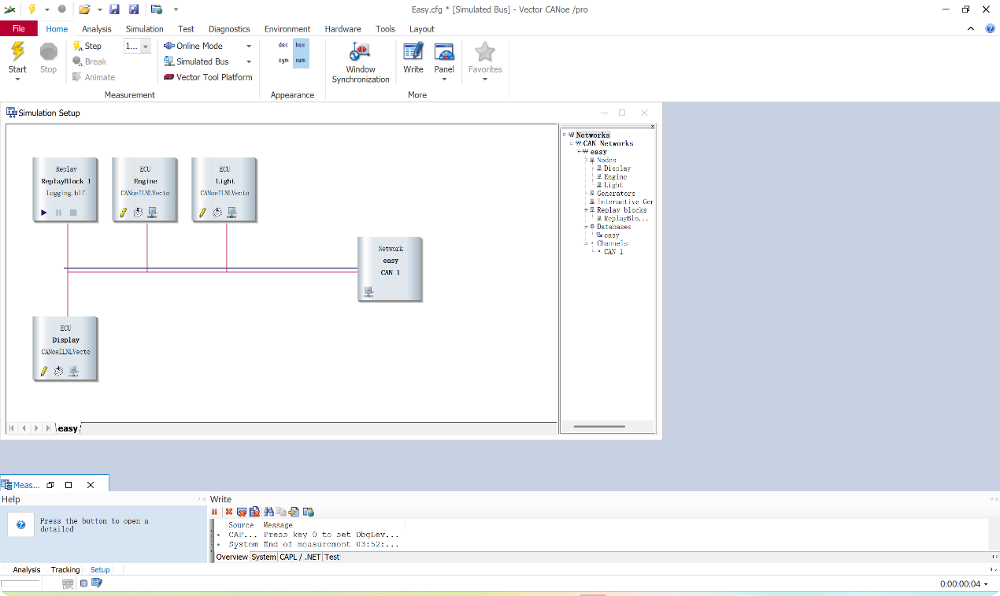 Easy.cfg * [Simulated Bus] - Vector CANoe /pro
File Home Analysis Simulation Test Diagnostics Environment Hardware Tools Layout
Start
Stop
Step
Break
Animate
1...
Online Mode
Simulated Bus
Vector Tool Platform
Measurement
dec hex
sym num
Appearance
Window
Synchronization
Write
Panel
More
Favorites
Simulation Setup
Replay
ReplayBlock 1
Logging.blf
ECU
Engine
CANoeILNLVecto
ECU
Light
CANoeILNLVecto
Network
easy
CAN 1
ECU
Display
CANoeILNLVecto
easy
Networks
CAN Networks
easy
Nodes
Display
Engine
Light
Generators
Interactive Ger
Replay blocks
ReplayBlo...
Databases
easy
Channels
CAN 1
Meas...
Help
Press the button to open a
detailed
Write
Source Message
CAP... Press key 0 to set DbgLev...
System End of measurement 03:52:...
Overview System CAPL / .NET Test
Analysis Tracking Setup
CAPL
0:00:00:04